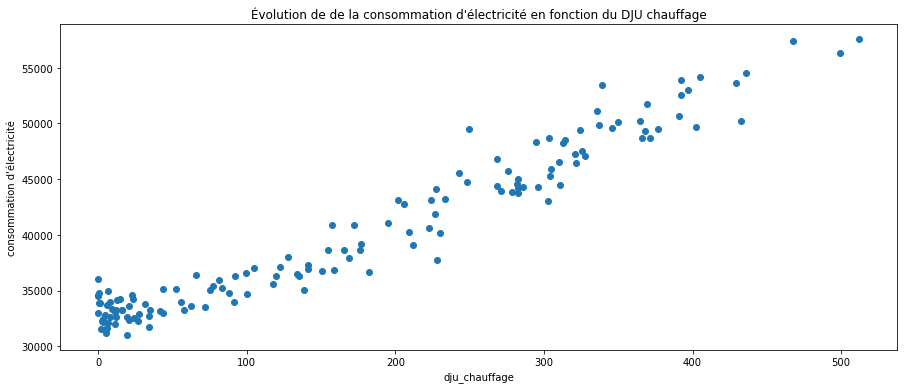 Évolution de de la consommation d'électricité en fonction du DJU chauffage
consommation d'électricité
55000
50000
45000
40000
35000
30000
0 100 200 300 400 500
dju_chauffage